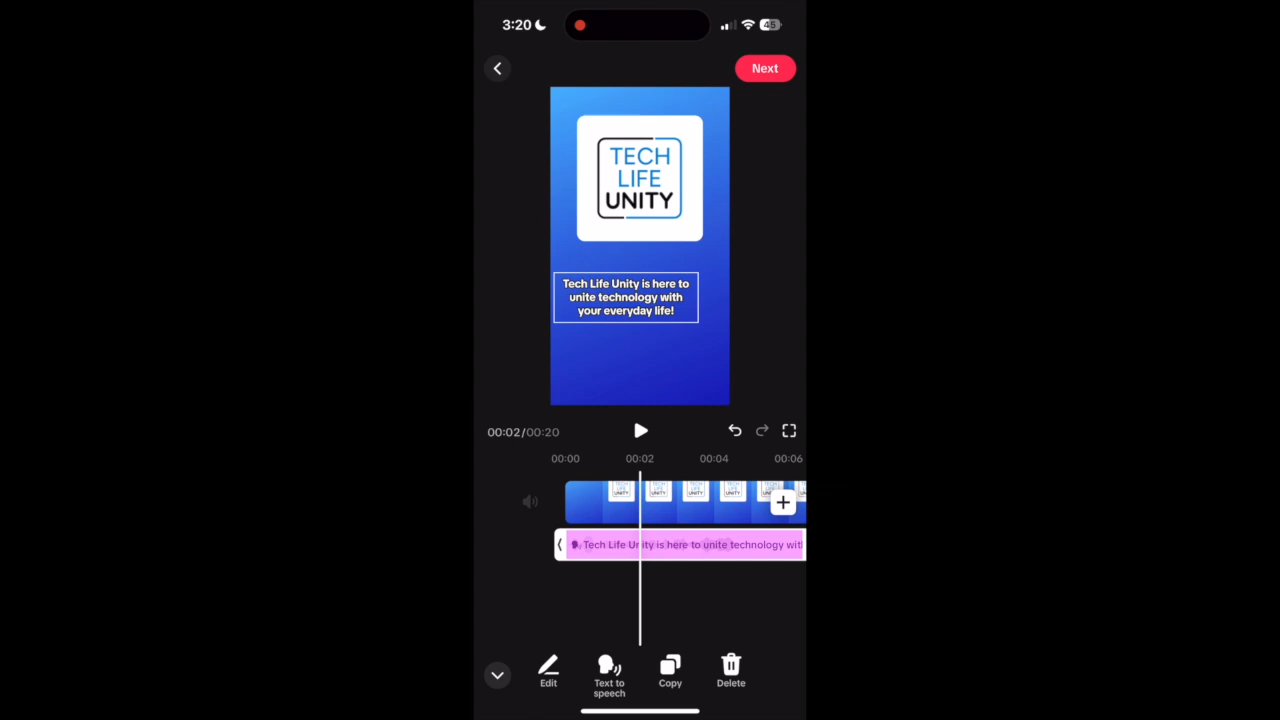 3:20
45
Next
TECH
LIFE
UNITY
Tech Life Unity is here to
unite technology with
your everyday life!
00:02/00:20
00:00 00:02 00:04 00:06
Tech Life Unity is here to unite technology wit
Edit
Text to
speech
Copy
Delete